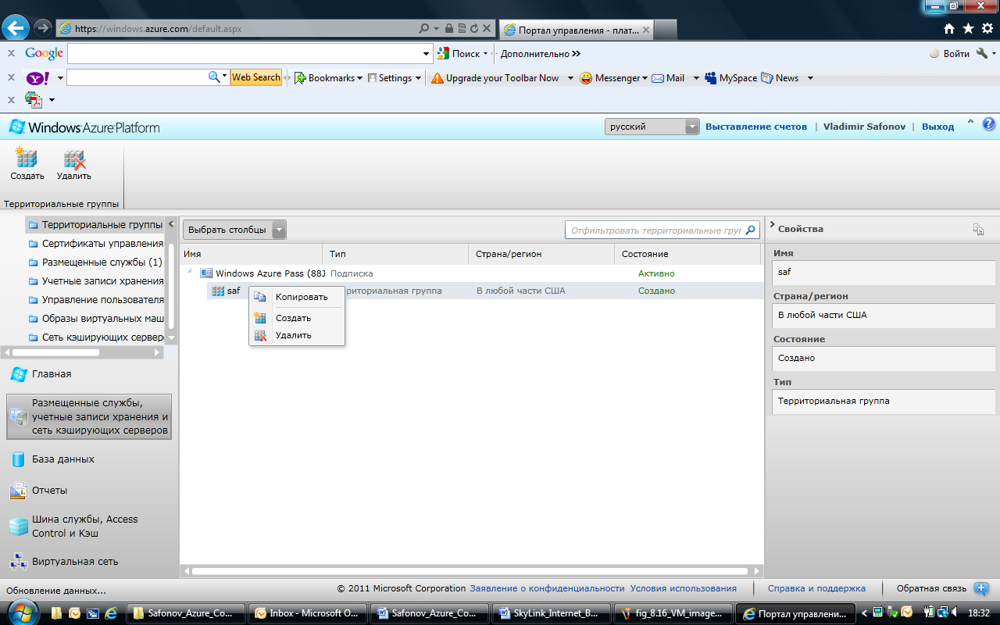 https://windows.azure.com/default.aspx
Портал управления - плат...
Google
Поиск
Дополнительно
Войти
Y!
Web Search
Bookmarks
Settings
Upgrade your Toolbar Now
Messenger
Mail
MySpace
News
Windows Azure Platform
русский
Выставление счетов | Vladimir Safonov | Выход
Создать
Удалить
Территориальные группы
Территориальные группы
Сертификаты управления
Размещенные службы (1)
Учетные записи хранения
Управление пользователя
Образы виртуальных маш
Сеть кэширующих сервер
Главная
Размещенные службы,
учетные записи хранения и
сеть кэширующих серверов
База данных
Отчеты
Шина службы, Access
Control и Кэш
Виртуальная сеть
Выбрать столбцы
Отфильтровать территориальные груг
Имя Тип Страна/регион Состояние
Windows Azure Pass (88J Подписка Активно
saf риториальная группа В любой части США Создано
Копировать
Создать
Удалить
Свойства
Имя
saf
Страна/регион
В любой части США
Состояние
Создано
Тип
Территориальная группа
Обновление данных...
© 2011 Microsoft Corporation Заявление о конфиденциальности Условия использования
Справка и поддержка
Обратная связь
Safonov_Azure_Co...
Inbox - Microsoft O...
Safonov_Azure_Co...
SkyLink_Internet_B...
fig_8.16_VM_image...
Портал управлени...
18:32